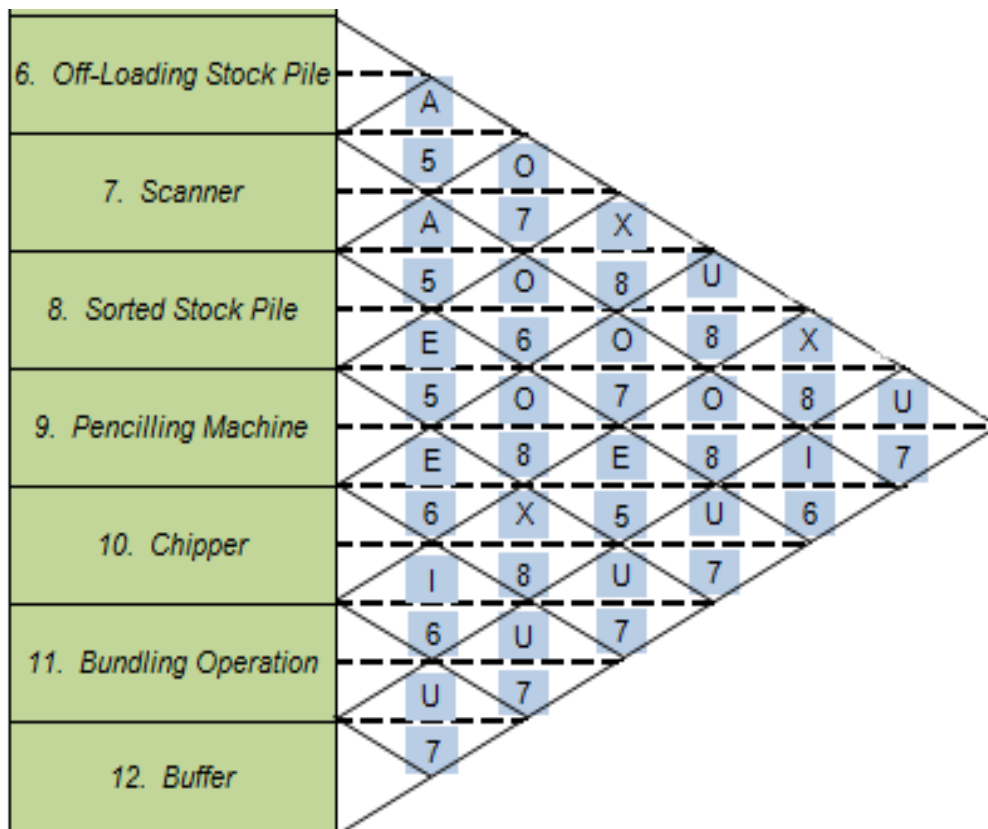 6. Off-Loading Stock Pile
A
5 O
7. Scanner
A 7 X
5 O 8 U
8. Sorted Stock Pile
E 6 O 8 X
5 O 7 O 8 U
9. Pencilling Machine
E 8 E 8 I 7
6 X 5 U 6
10. Chipper
I 8 U 7
6 U 7
11. Bundling Operation
U 7
7
12. Buffer